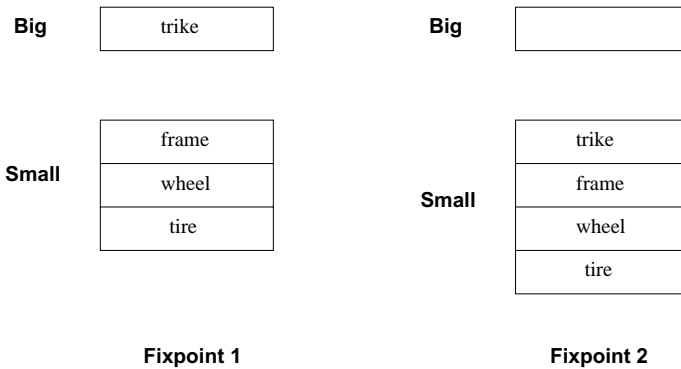 Big
trike
Small
frame
wheel
tire
Fixpoint 1
Big
Small
trike
frame
wheel
tire
Fixpoint 2